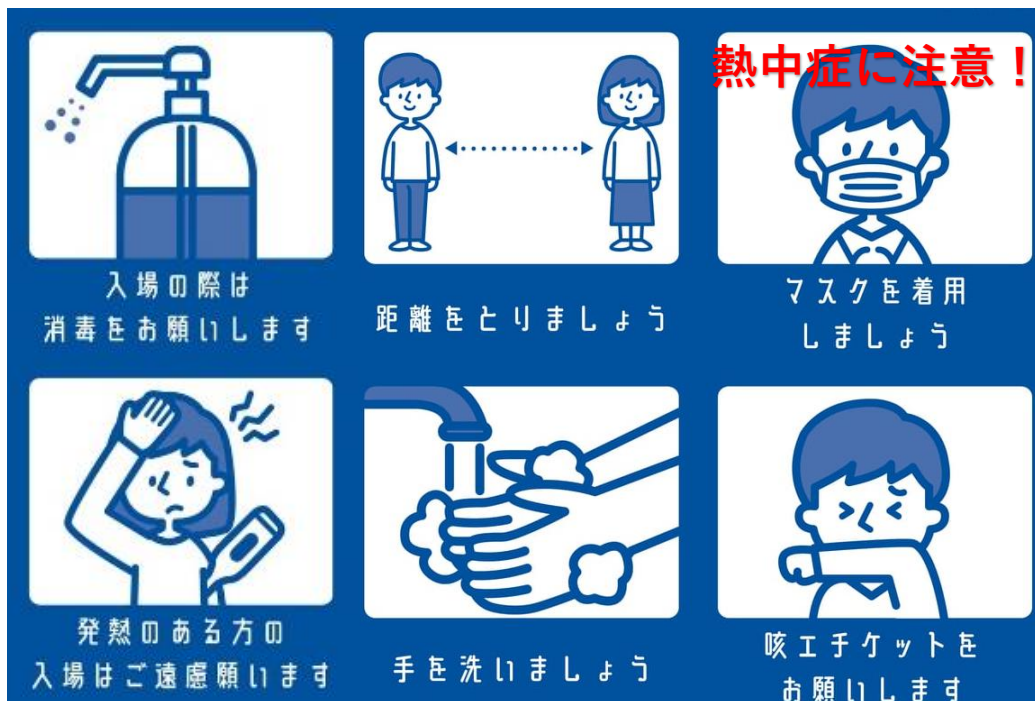 熱中症に注意！
入場の際は
消毒をお願いします
距離をとりましょう
マスクを着用
しましょう
発熱のある方の
入場はご遠慮願います
手を洗いましょう
咳エチケットを
お願いします